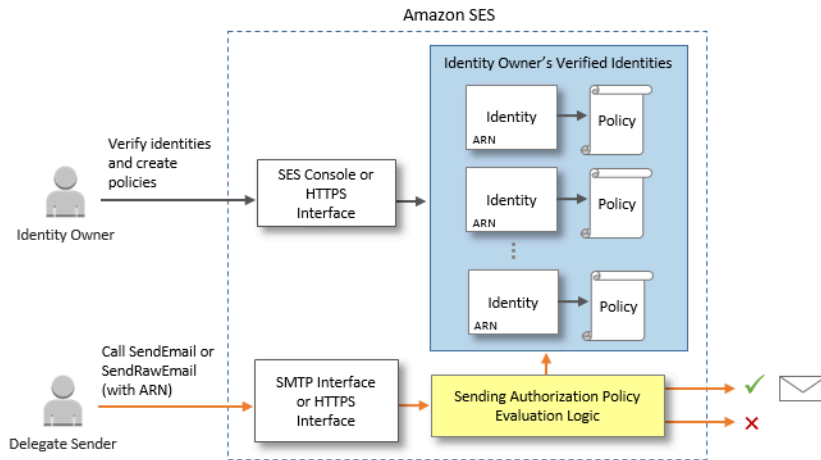 Amazon SES
Identity Owner's Verified Identities
Identity
ARN
Policy
Verify identities
and create
policies
SES Console or
HTTPS
Interface
Identity
ARN
Policy
Identity Owner
Identity
ARN
Policy
Call SendEmail or
SendRawEmail
(with ARN)
SMTP Interface
or HTTPS
Interface
Sending Authorization Policy
Evaluation Logic
Delegate Sender